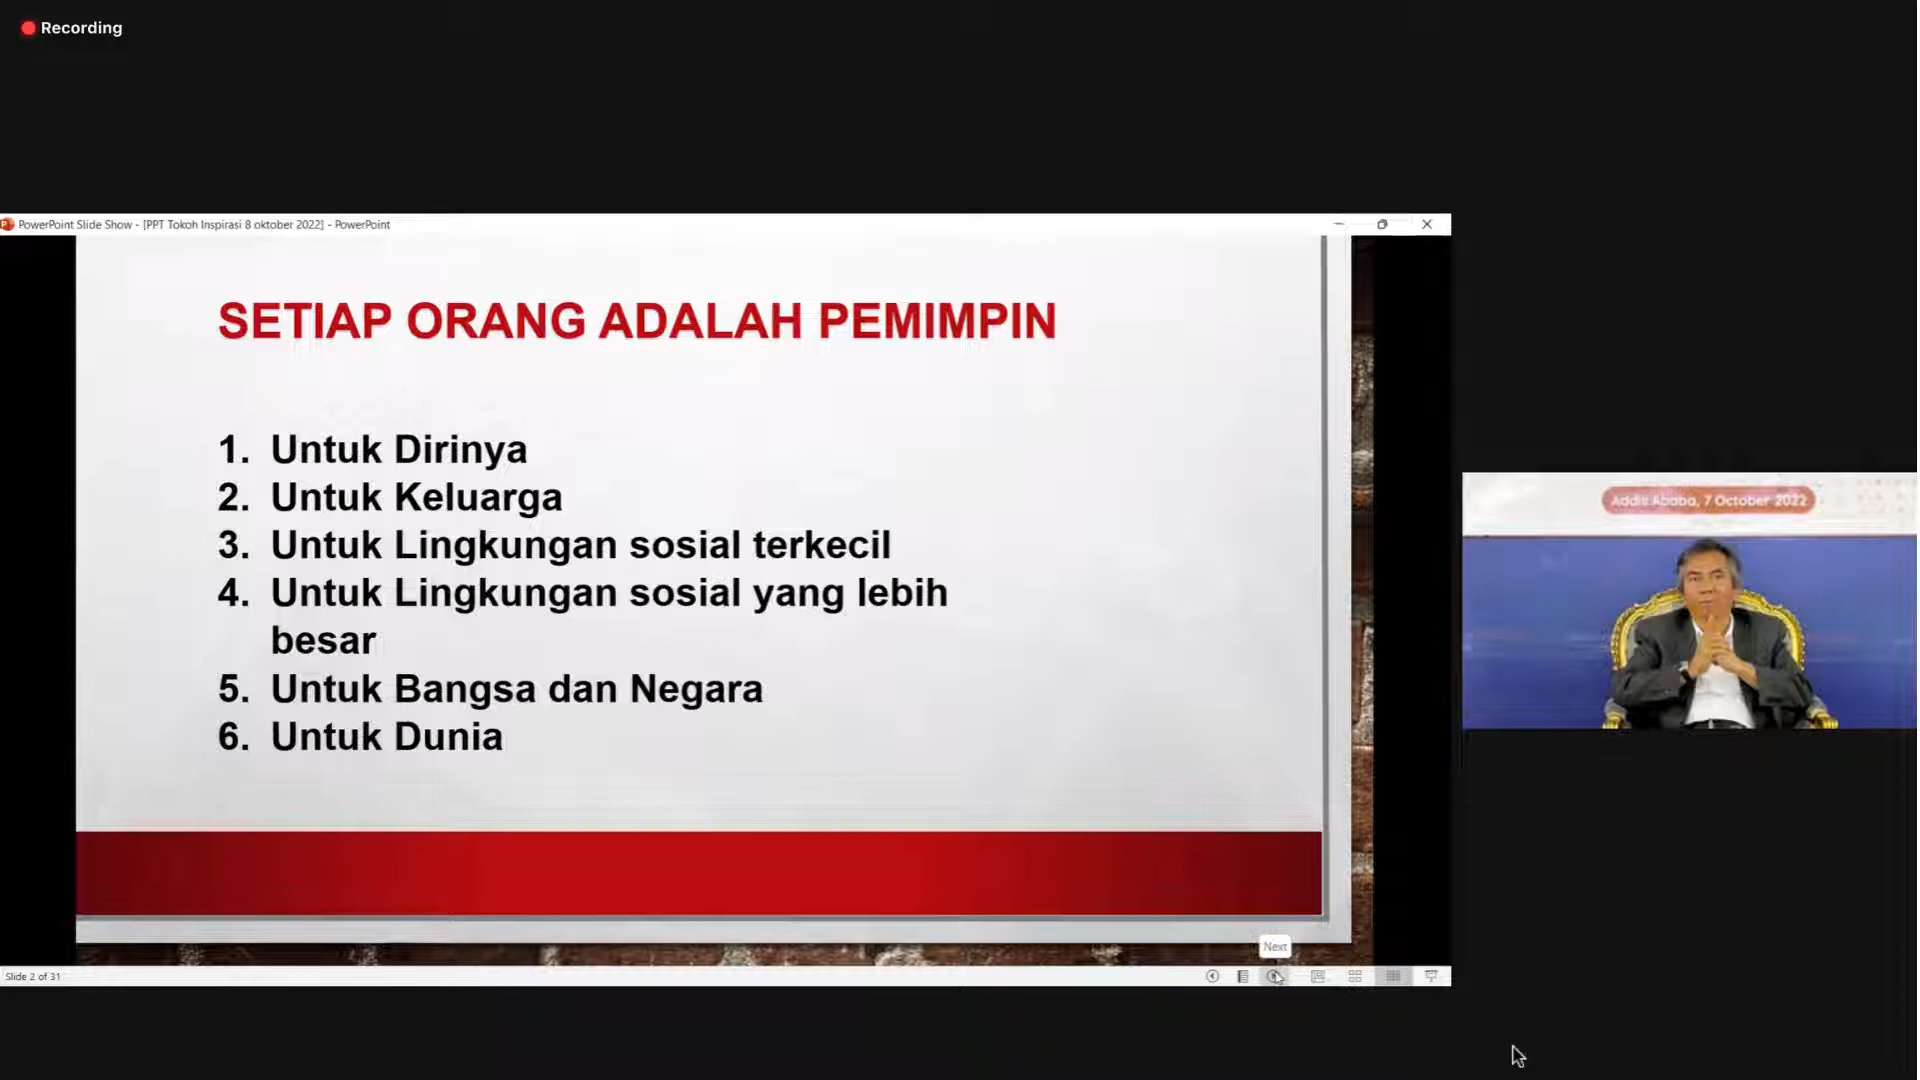 Recording
PowerPoint Slide Show - [PPT Tokoh Inspirasi 8 oktober 2022] - PowerPoint
SETIAP ORANG ADALAH PEMIMPIN
1. Untuk Dirinya
2. Untuk Keluarga
3. Untuk Lingkungan sosial terkecil
4. Untuk Lingkungan sosial yang lebih
besar
5. Untuk Bangsa dan Negara
6. Untuk Dunia
Addis Ababa, 7 October 2022
Next
Slide 2 of 31